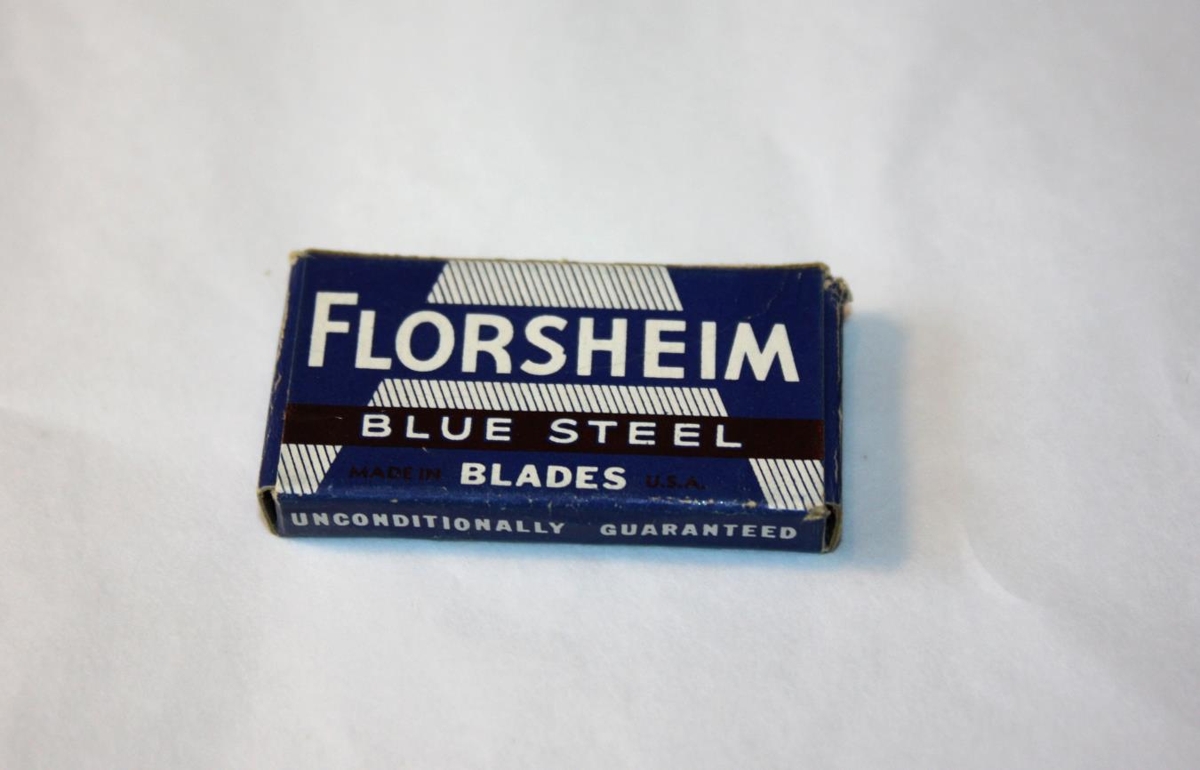 FLORSHEIM
BLUE STEEL
MADE IN BLADES U.S.A.
UNCONDITIONALLY GUARANTEED